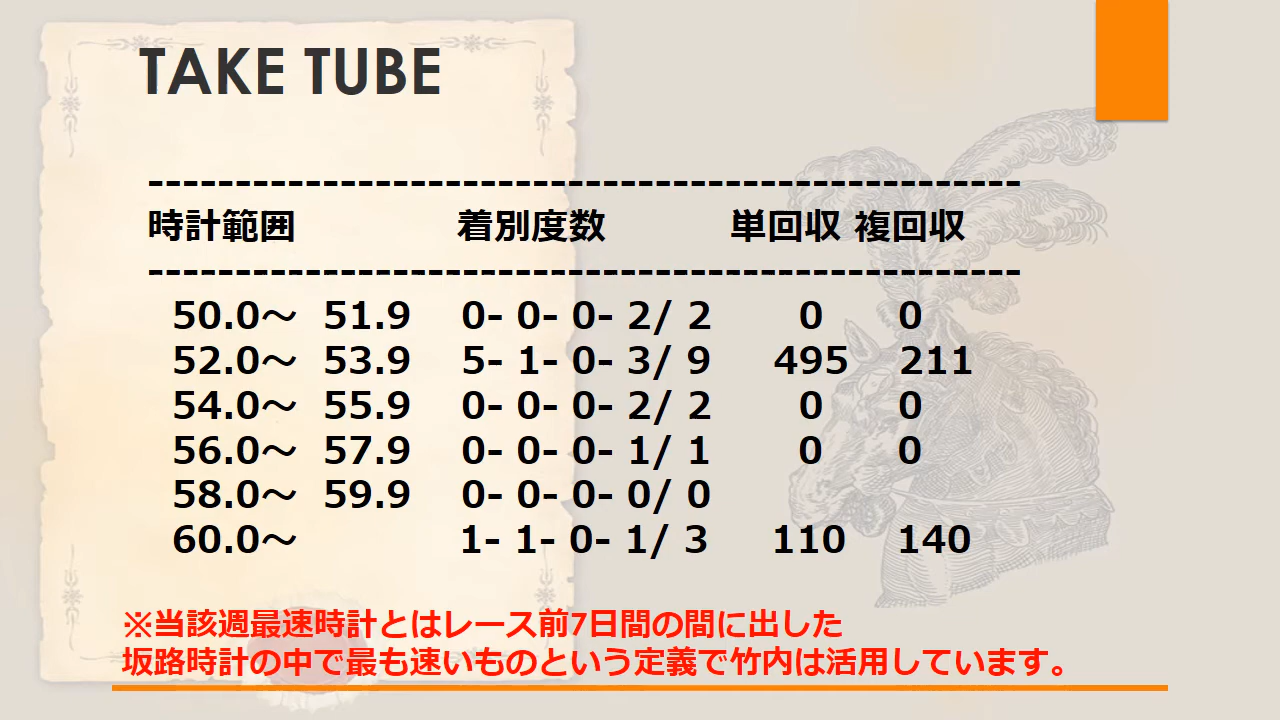 TAKE TUBE
--------------------------------------------------
時計範囲 着別度数 単回収 複回収
--------------------------------------------------
50.0～ 51.9 0- 0- 0- 2/ 2 0 0
52.0～ 53.9 5- 1- 0- 3/ 9 495 211
54.0～ 55.9 0- 0- 0- 2/ 2 0 0
56.0～ 57.9 0- 0- 0- 1/ 1 0 0
58.0～ 59.9 0- 0- 0- 0/ 0
60.0～ 1- 1- 0- 1/ 3 110 140
※当該週最速時計とはレース前7日間の間に出した
坂路時計の中で最も速いものという定義で竹内は活用しています。